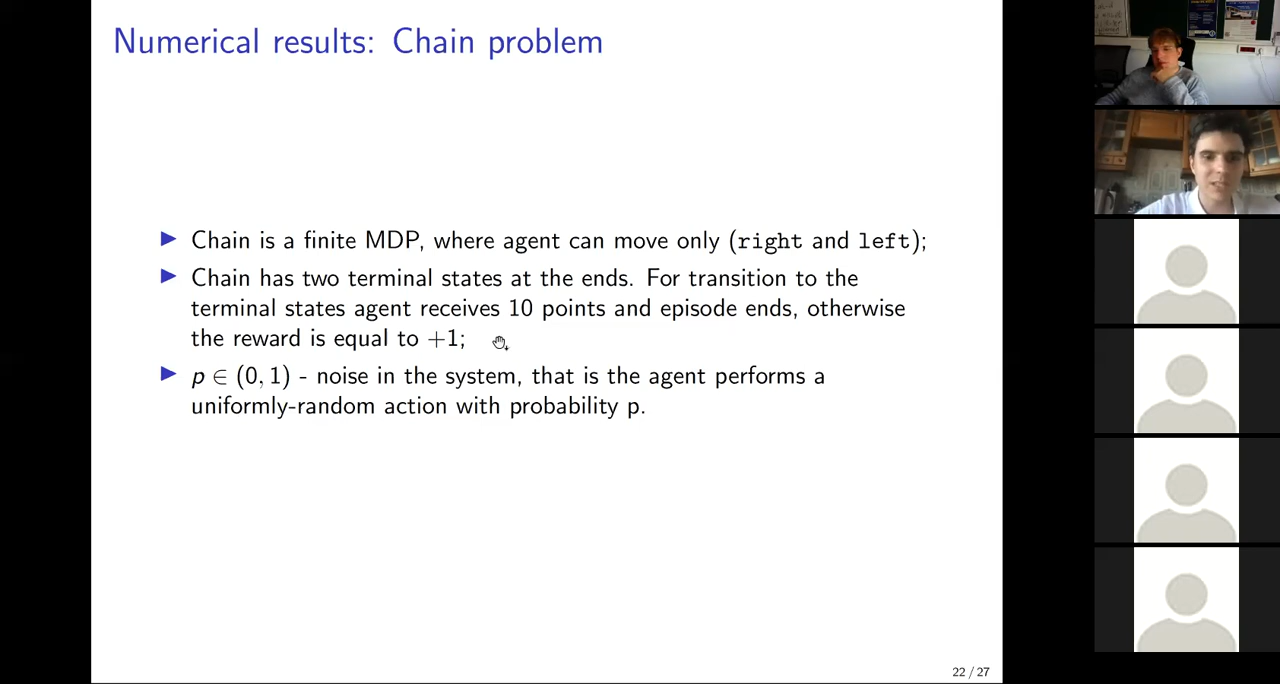 Numerical results: Chain problem
▶ Chain is a finite MDP, where agent can move only (right and left);
▶ Chain has two terminal states at the ends. For transition to the
terminal states agent receives 10 points and episode ends, otherwise
the reward is equal to +1;
▶ p ∈ (0, 1) - noise in the system, that is the agent performs a
uniformly-random action with probability p.
22 / 27